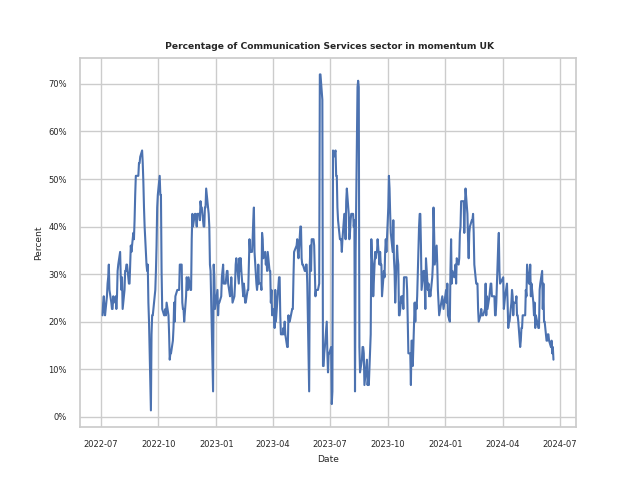 Percentage of Communication Services sector in momentum UK
70%
60%
50%
40%
30%
20%
10%
0%
Percent
2022-07 2022-10 2023-01 2023-04 2023-07 2023-10 2024-01 2024-04 2024-07
Date